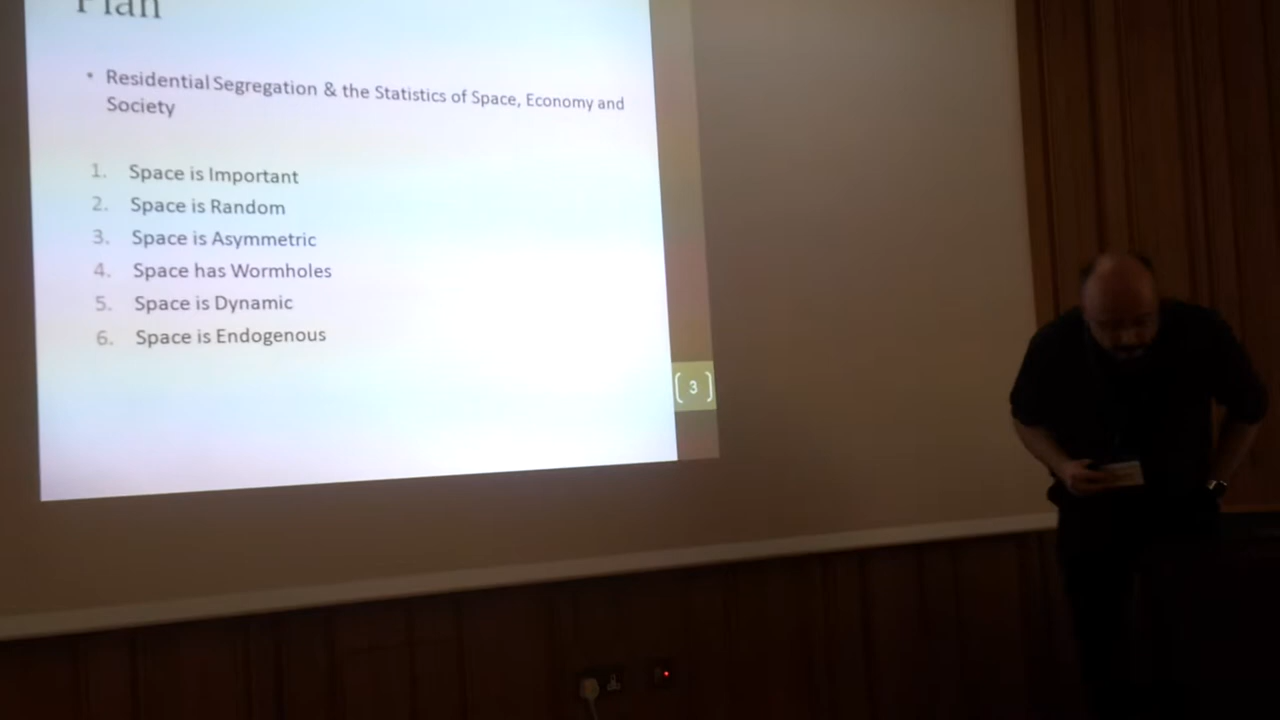 Plan
• Residential Segregation & the Statistics of Space, Economy and
Society
1. Space is Important
2. Space is Random
3. Space is Asymmetric
4. Space has Wormholes
5. Space is Dynamic
6. Space is Endogenous
[ 3 ]